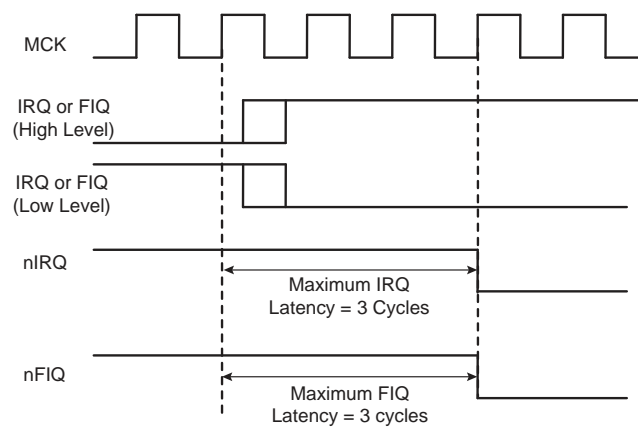 MCK
IRQ or FIQ
(High Level)
IRQ or FIQ
(Low Level)
nIRQ
Maximum IRQ
Latency = 3 Cycles
nFIQ
Maximum FIQ
Latency = 3 cycles